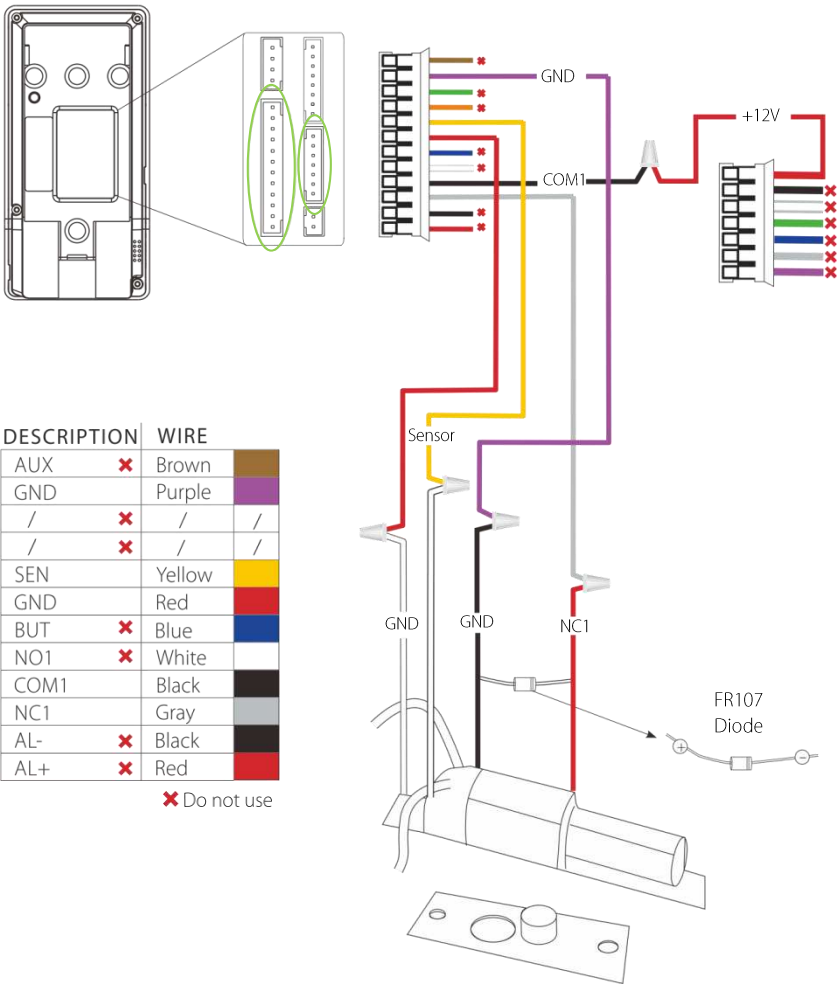 GND
+12V
COM1
Sensor
GND
GND
NC1
FR107
Diode
+
−
DESCRIPTION WIRE
AUX ✖ Brown
GND Purple
/ ✖ / /
/ ✖ / /
SEN Yellow
GND Red
BUT ✖ Blue
NO1 ✖ White
COM1 Black
NC1 Gray
AL- ✖ Black
AL+ ✖ Red
✖ Do not use